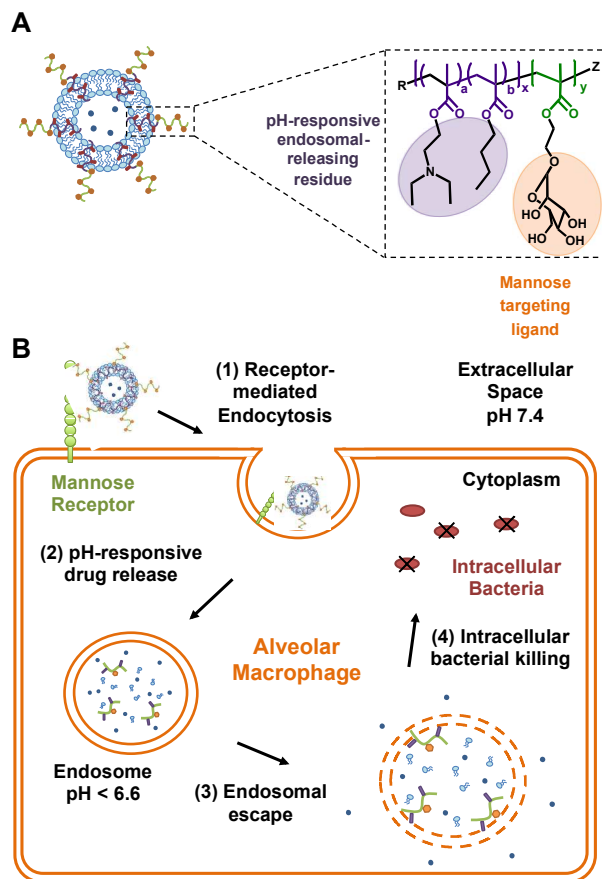 A
R
a
b
x
y
Z
O
O
O
O
O
O
pH-responsive
endosomal-
releasing
residue
N
O
O
O
HO
OH
HO
OH
Mannose
targeting
ligand
B
(1) Receptor-
mediated
Endocytosis
Extracellular
Space
pH 7.4
Mannose
Receptor
Cytoplasm
(2) pH-responsive
drug release
Intracellular
Bacteria
Alveolar
Macrophage
(4) Intracellular
bacterial killing
Endosome
pH < 6.6
(3) Endosomal
escape